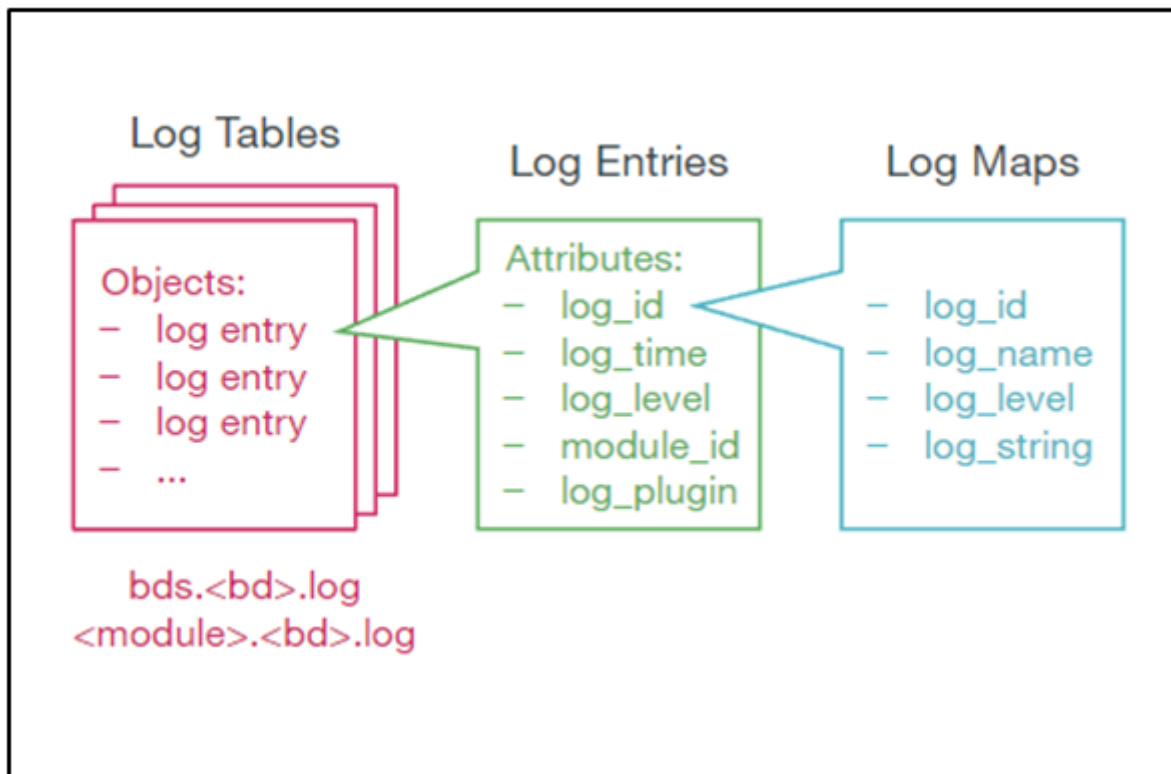 Log Tables
Objects:
– log entry
– log entry
– log entry
– ...
bds.<bd>.log
<module>.<bd>.log
Log Entries
Attributes:
– log_id
– log_time
– log_level
– module_id
– log_plugin
Log Maps
– log_id
– log_name
– log_level
– log_string